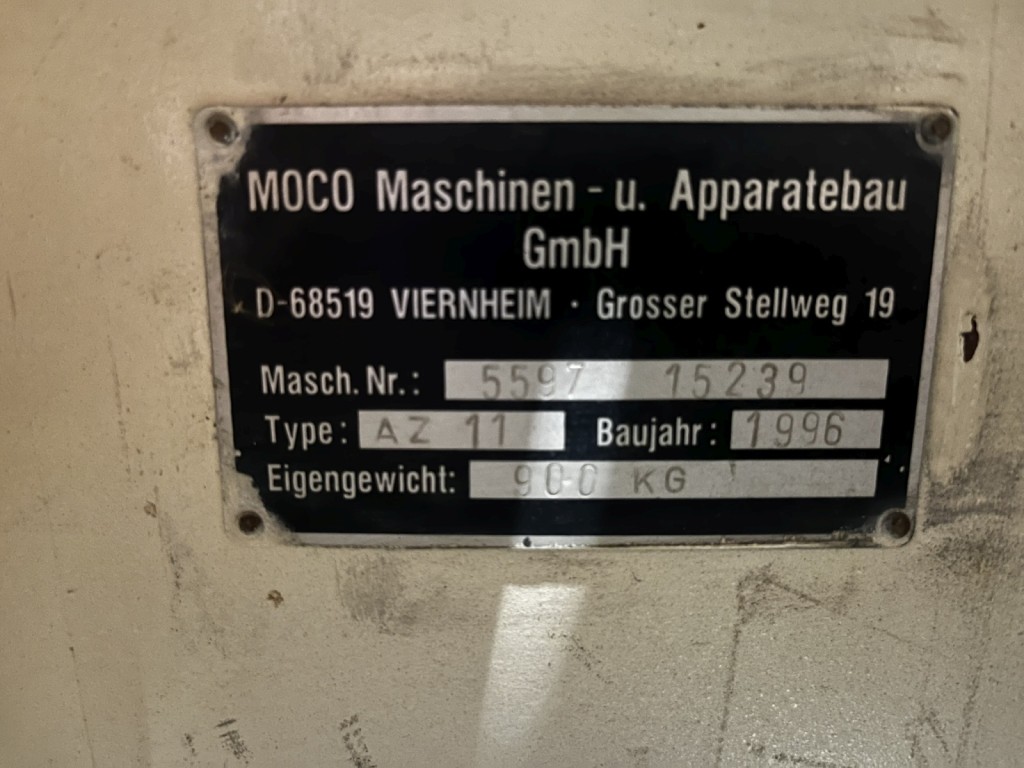 MOCO Maschinen - u. Apparatebau
GmbH
D-68519 VIERNHEIM · Grosser Stellweg 19
Masch. Nr.: 5597 15239
Type: AZ 11 Baujahr: 1996
Eigengewicht: 900 KG